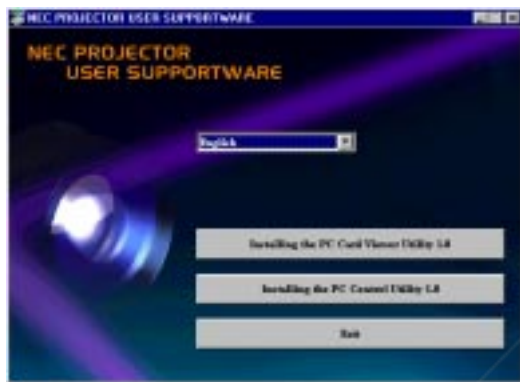 NEC PROJECTOR USER SUPPORTWARE
NEC PROJECTOR
USER SUPPORTWARE
English
Installing the PC Card Viewer Utility 1.0
Installing the PC Control Utility 1.0
Exit